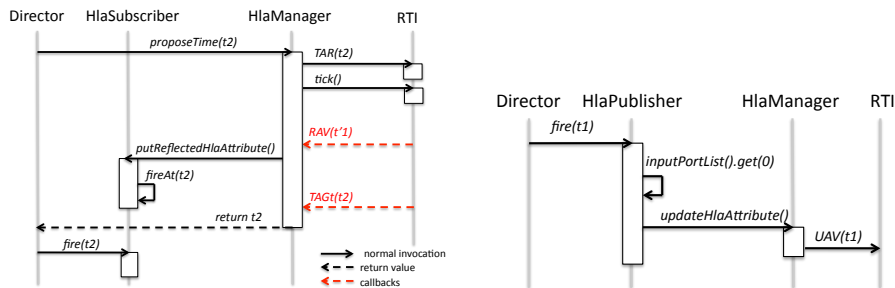 Director HlaSubscriber HlaManager RTI
proposeTime(t2)
TAR(t2)
tick()
RAV(t'1)
putReflectedHlaAttribute()
fireAt(t2)
TAGt(t2)
return t2
fire(t2)
normal invocation
return value
callbacks
Director HlaPublisher HlaManager RTI
fire(t1)
inputPortList().get(0)
updateHlaAttribute()
UAV(t1)